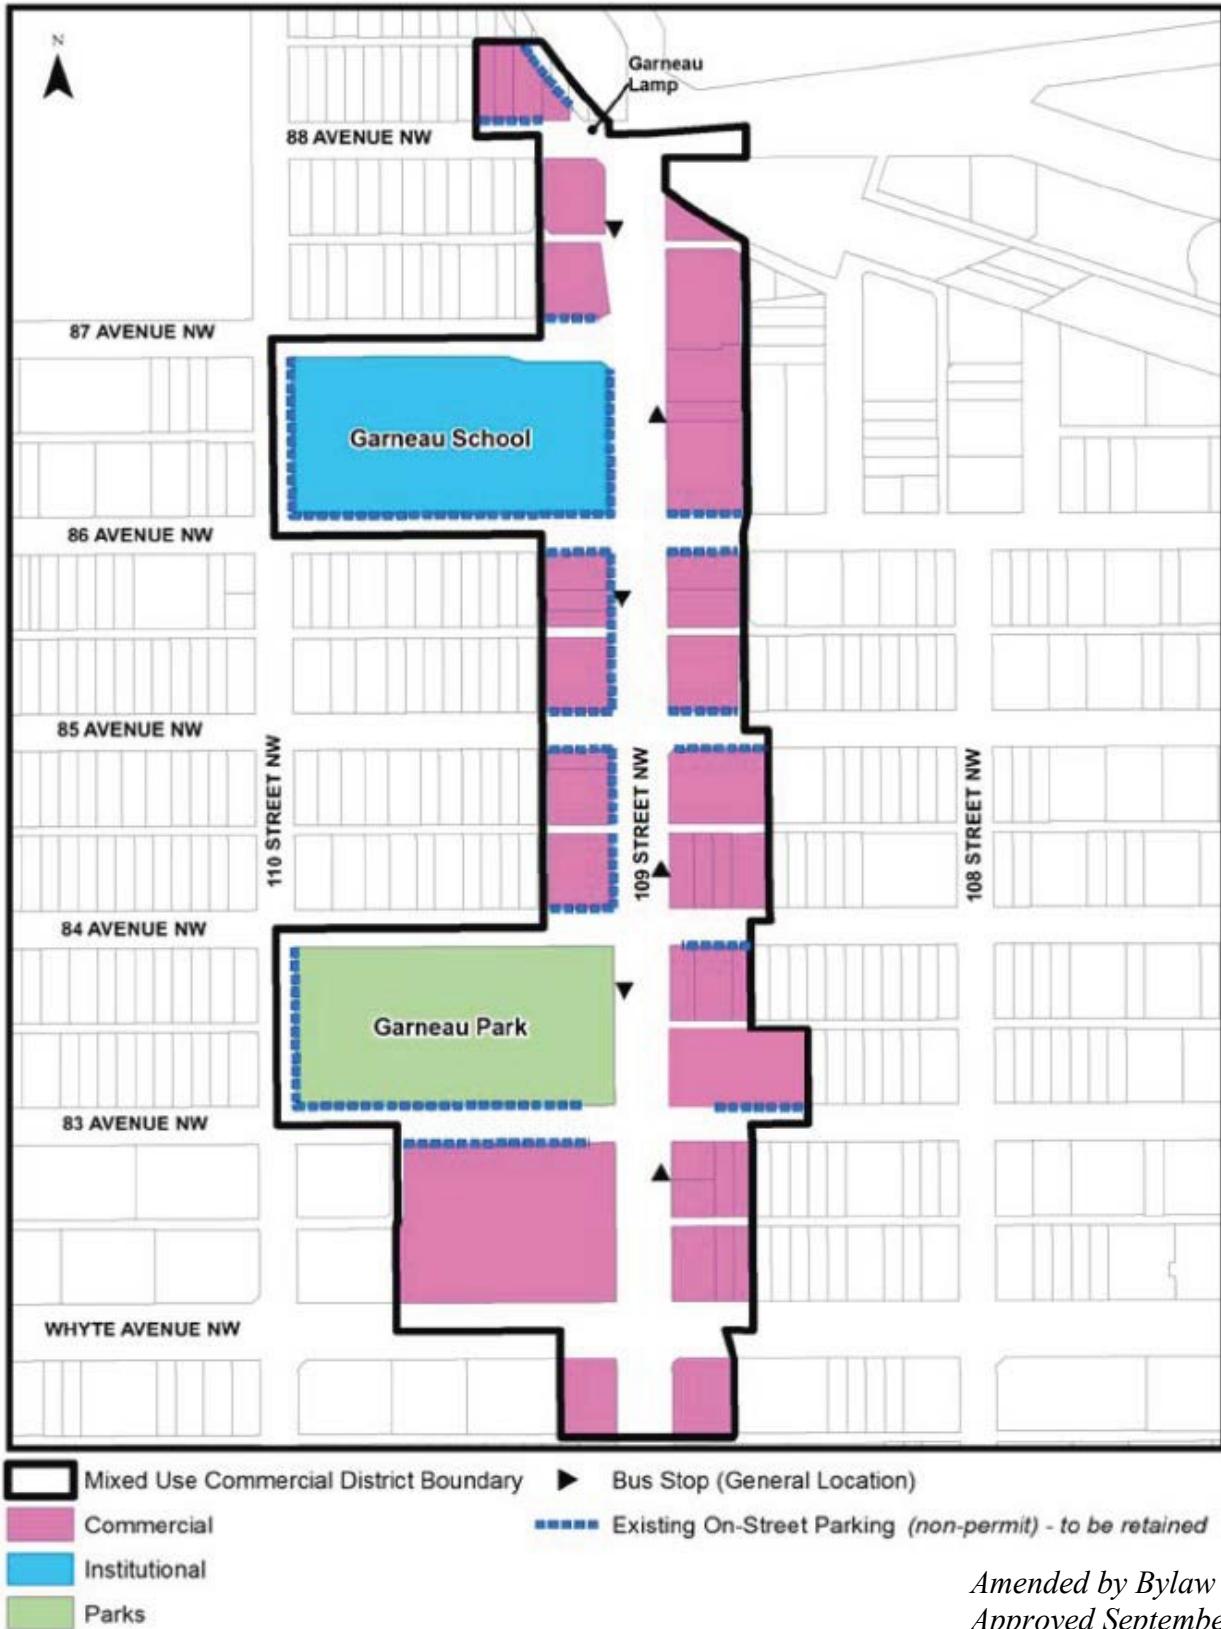 N
Garneau
Lamp
88 AVENUE NW
87 AVENUE NW
Garneau School
86 AVENUE NW
85 AVENUE NW
110 STREET NW
109 STREET NW
108 STREET NW
84 AVENUE NW
Garneau Park
83 AVENUE NW
WHYTE AVENUE NW
Mixed Use Commercial District Boundary
Bus Stop (General Location)
Commercial
Existing On-Street Parking (non-permit) - to be retained
Institutional
Parks
Amended by Bylaw
Approved Septembe